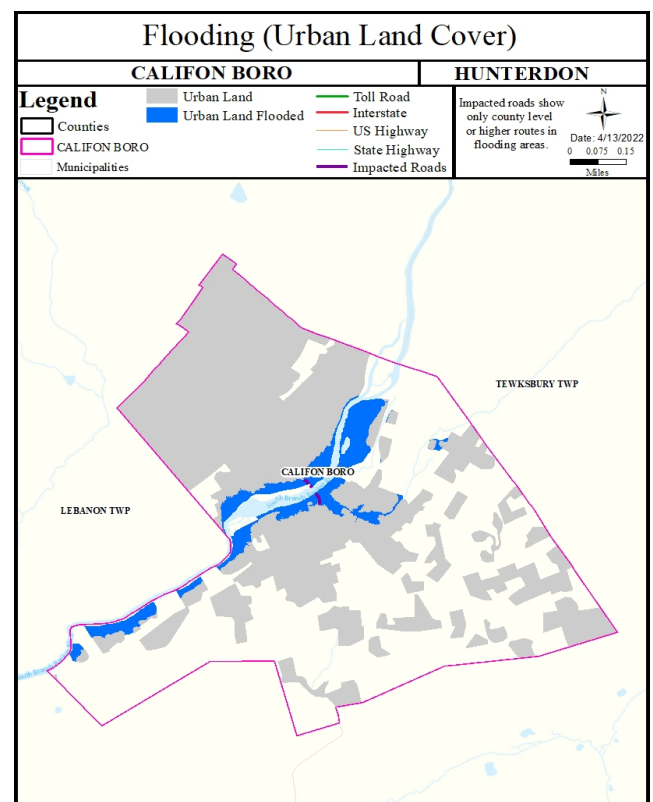 Flooding (Urban Land Cover)
CALIFON BORO
HUNTERDON
Legend
Counties
CALIFON BORO
Municipalities
Urban Land
Urban Land Flooded
Toll Road
Interstate
US Highway
State Highway
Impacted Roads
Impacted roads show
only county level
or higher routes in
flooding areas.
N
Date: 4/13/2022
0 0.075 0.15
Miles
TEWKSBURY TWP
CALIFON BORO
LEBANON TWP
South Branch